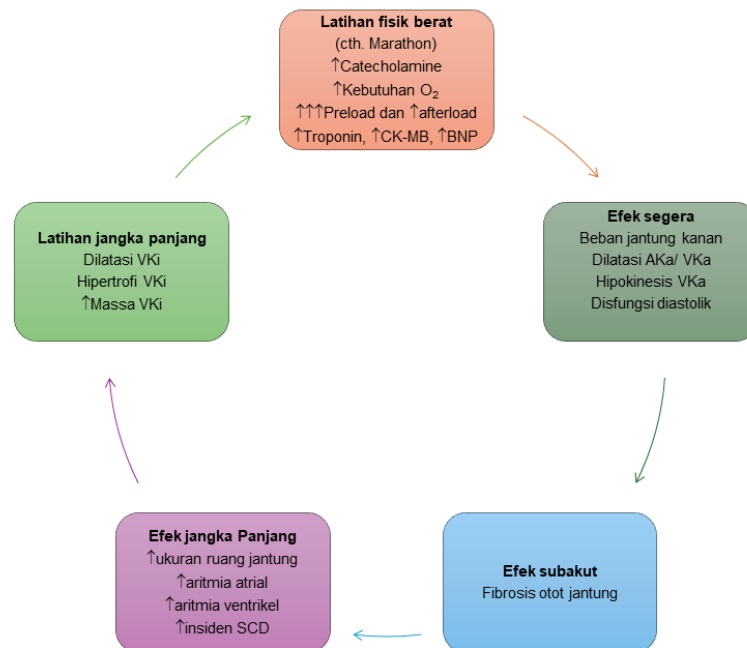 Latihan fisik berat
(cth. Marathon)
↑Catecholamine
↑Kebutuhan O₂
↑↑↑Preload dan ↑afterload
↑Troponin, ↑CK-MB, ↑BNP
Efek segera
Beban jantung kanan
Dilatasi AKa/ VKa
Hipokinesis VKa
Disfungsi diastolik
Efek subakut
Fibrosis otot jantung
Efek jangka Panjang
↑ukuran ruang jantung
↑aritmia atrial
↑aritmia ventrikel
↑insiden SCD
Latihan jangka panjang
Dilatasi VKi
Hipertrofi VKi
↑Massa VKi